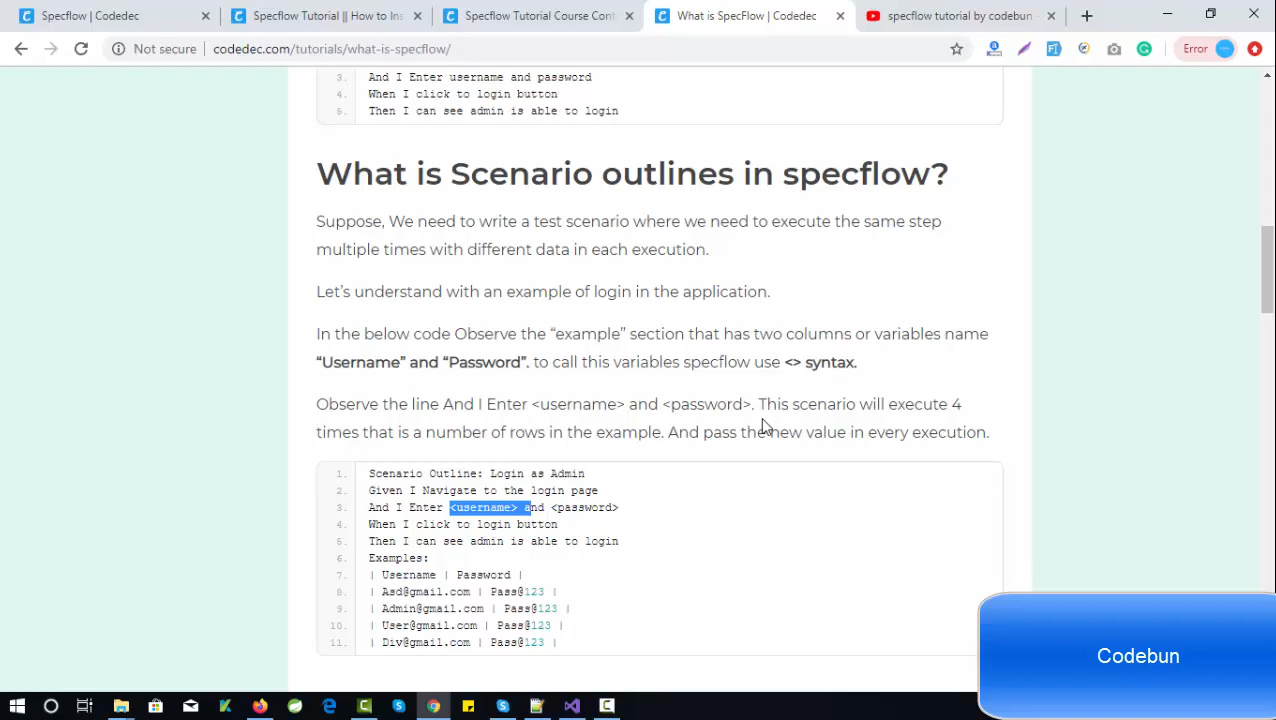 Specflow | Codedec
Specflow Tutorial || How to Ins
Specflow Tutorial Course Cont
What is SpecFlow | Codedec
specflow tutorial by codebun -
Not secure
codedec.com/tutorials/what-is-specflow/
Error
3. And I Enter username and password
4. When I click to login button
5. Then I can see admin is able to login
What is Scenario outlines in specflow?
Suppose, We need to write a test scenario where we need to execute the same step
multiple times with different data in each execution.
Let’s understand with an example of login in the application.
In the below code Observe the “example” section that has two columns or variables name
“Username” and “Password”. to call this variables specflow use <> syntax.
Observe the line And I Enter <username> and <password>. This scenario will execute 4
times that is a number of rows in the example. And pass the new value in every execution.
1. Scenario Outline: Login as Admin
2. Given I Navigate to the login page
3. And I Enter <username> and <password>
4. When I click to login button
5. Then I can see admin is able to login
6. Examples:
7. | Username | Password |
8. | Asd@gmail.com | Pass@123 |
9. | Admin@gmail.com | Pass@123 |
10. | User@gmail.com | Pass@123 |
11. | Div@gmail.com | Pass@123 |
Codebun